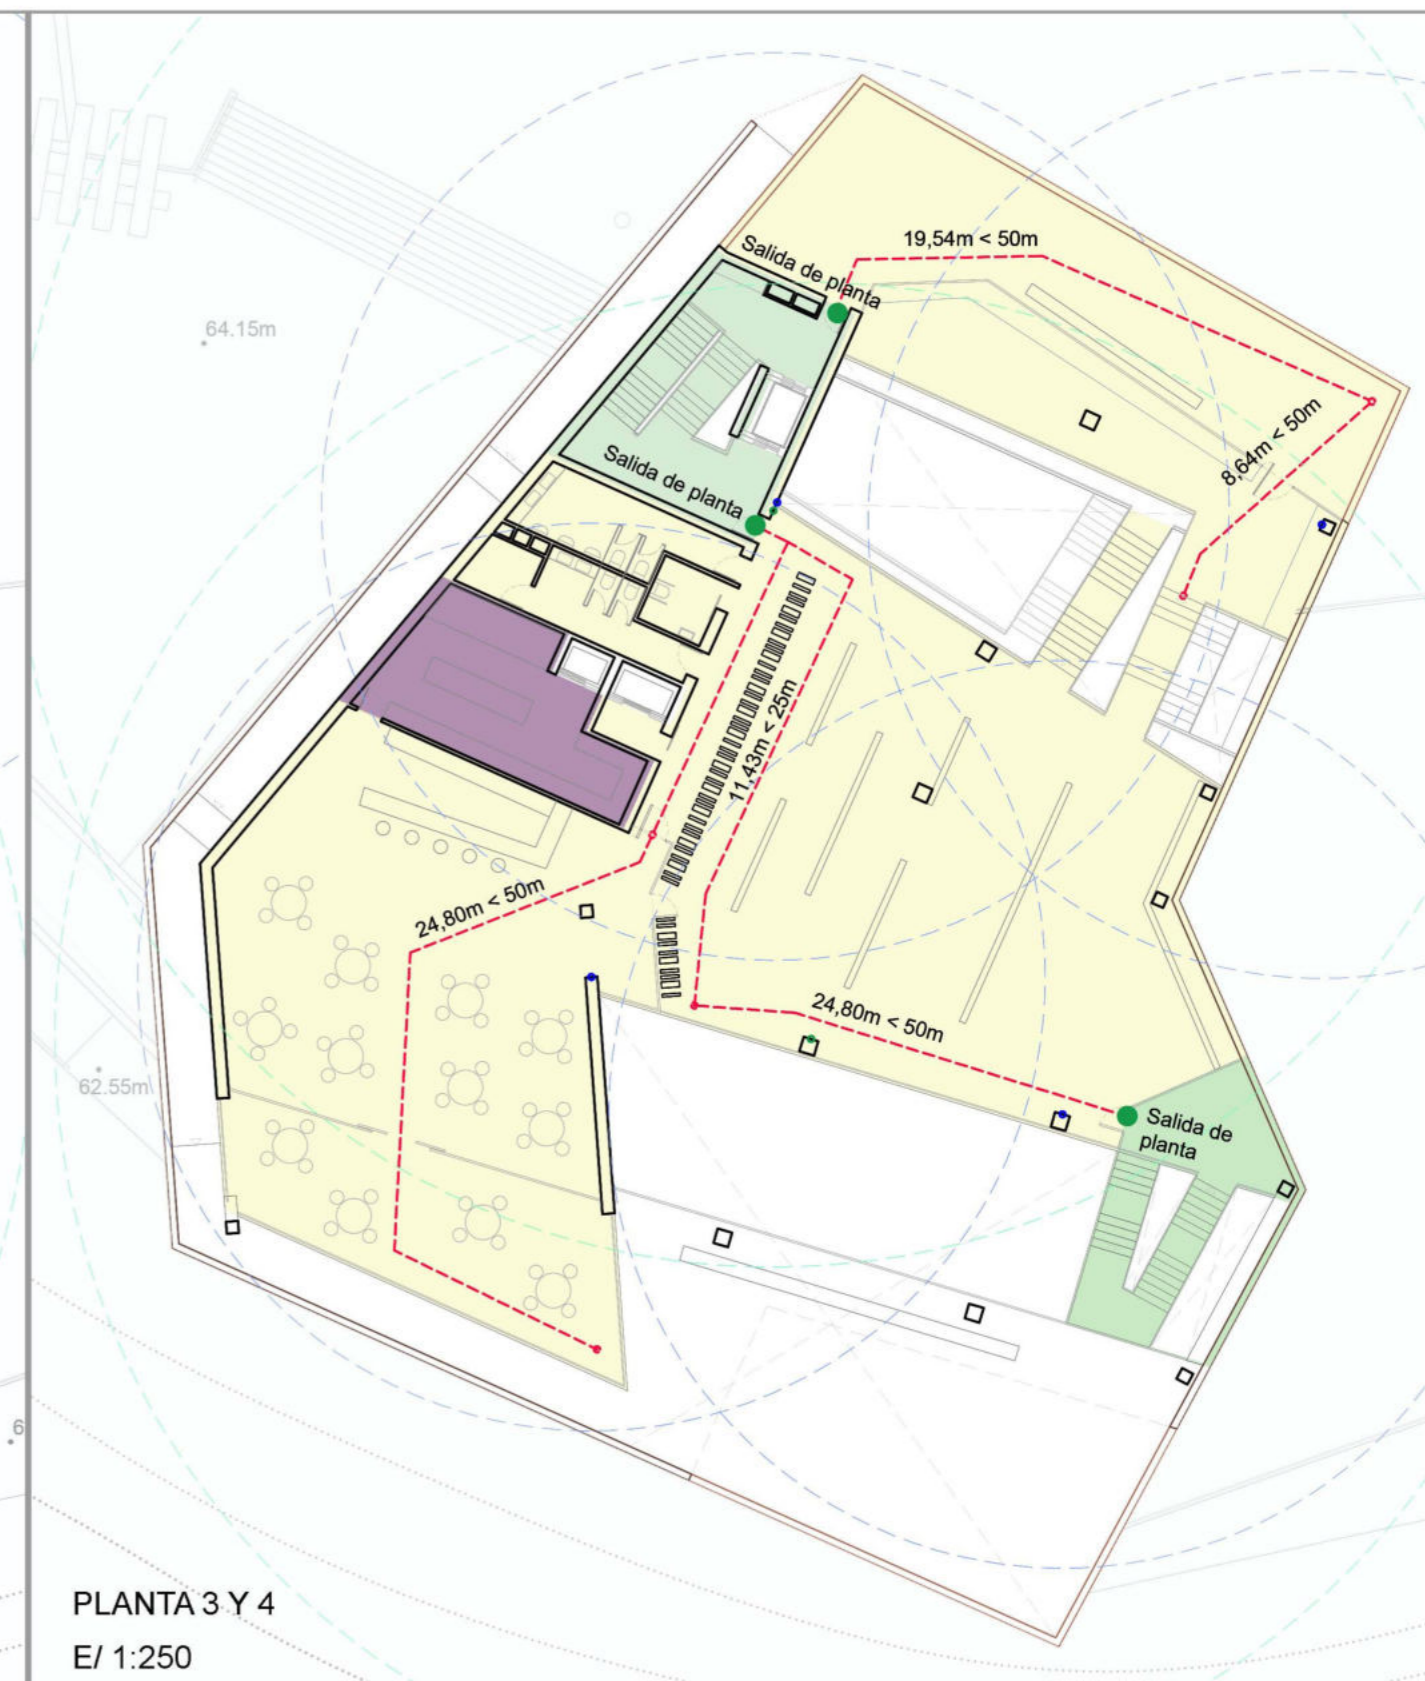 19,54m < 50m
Salida de planta
64.15m
8,64m < 50m
Salida de planta
11,43m < 25m
24,80m < 50m
24,80m < 50m
62.55m
Salida de
planta
6
PLANTA 3 Y 4
E/ 1:250